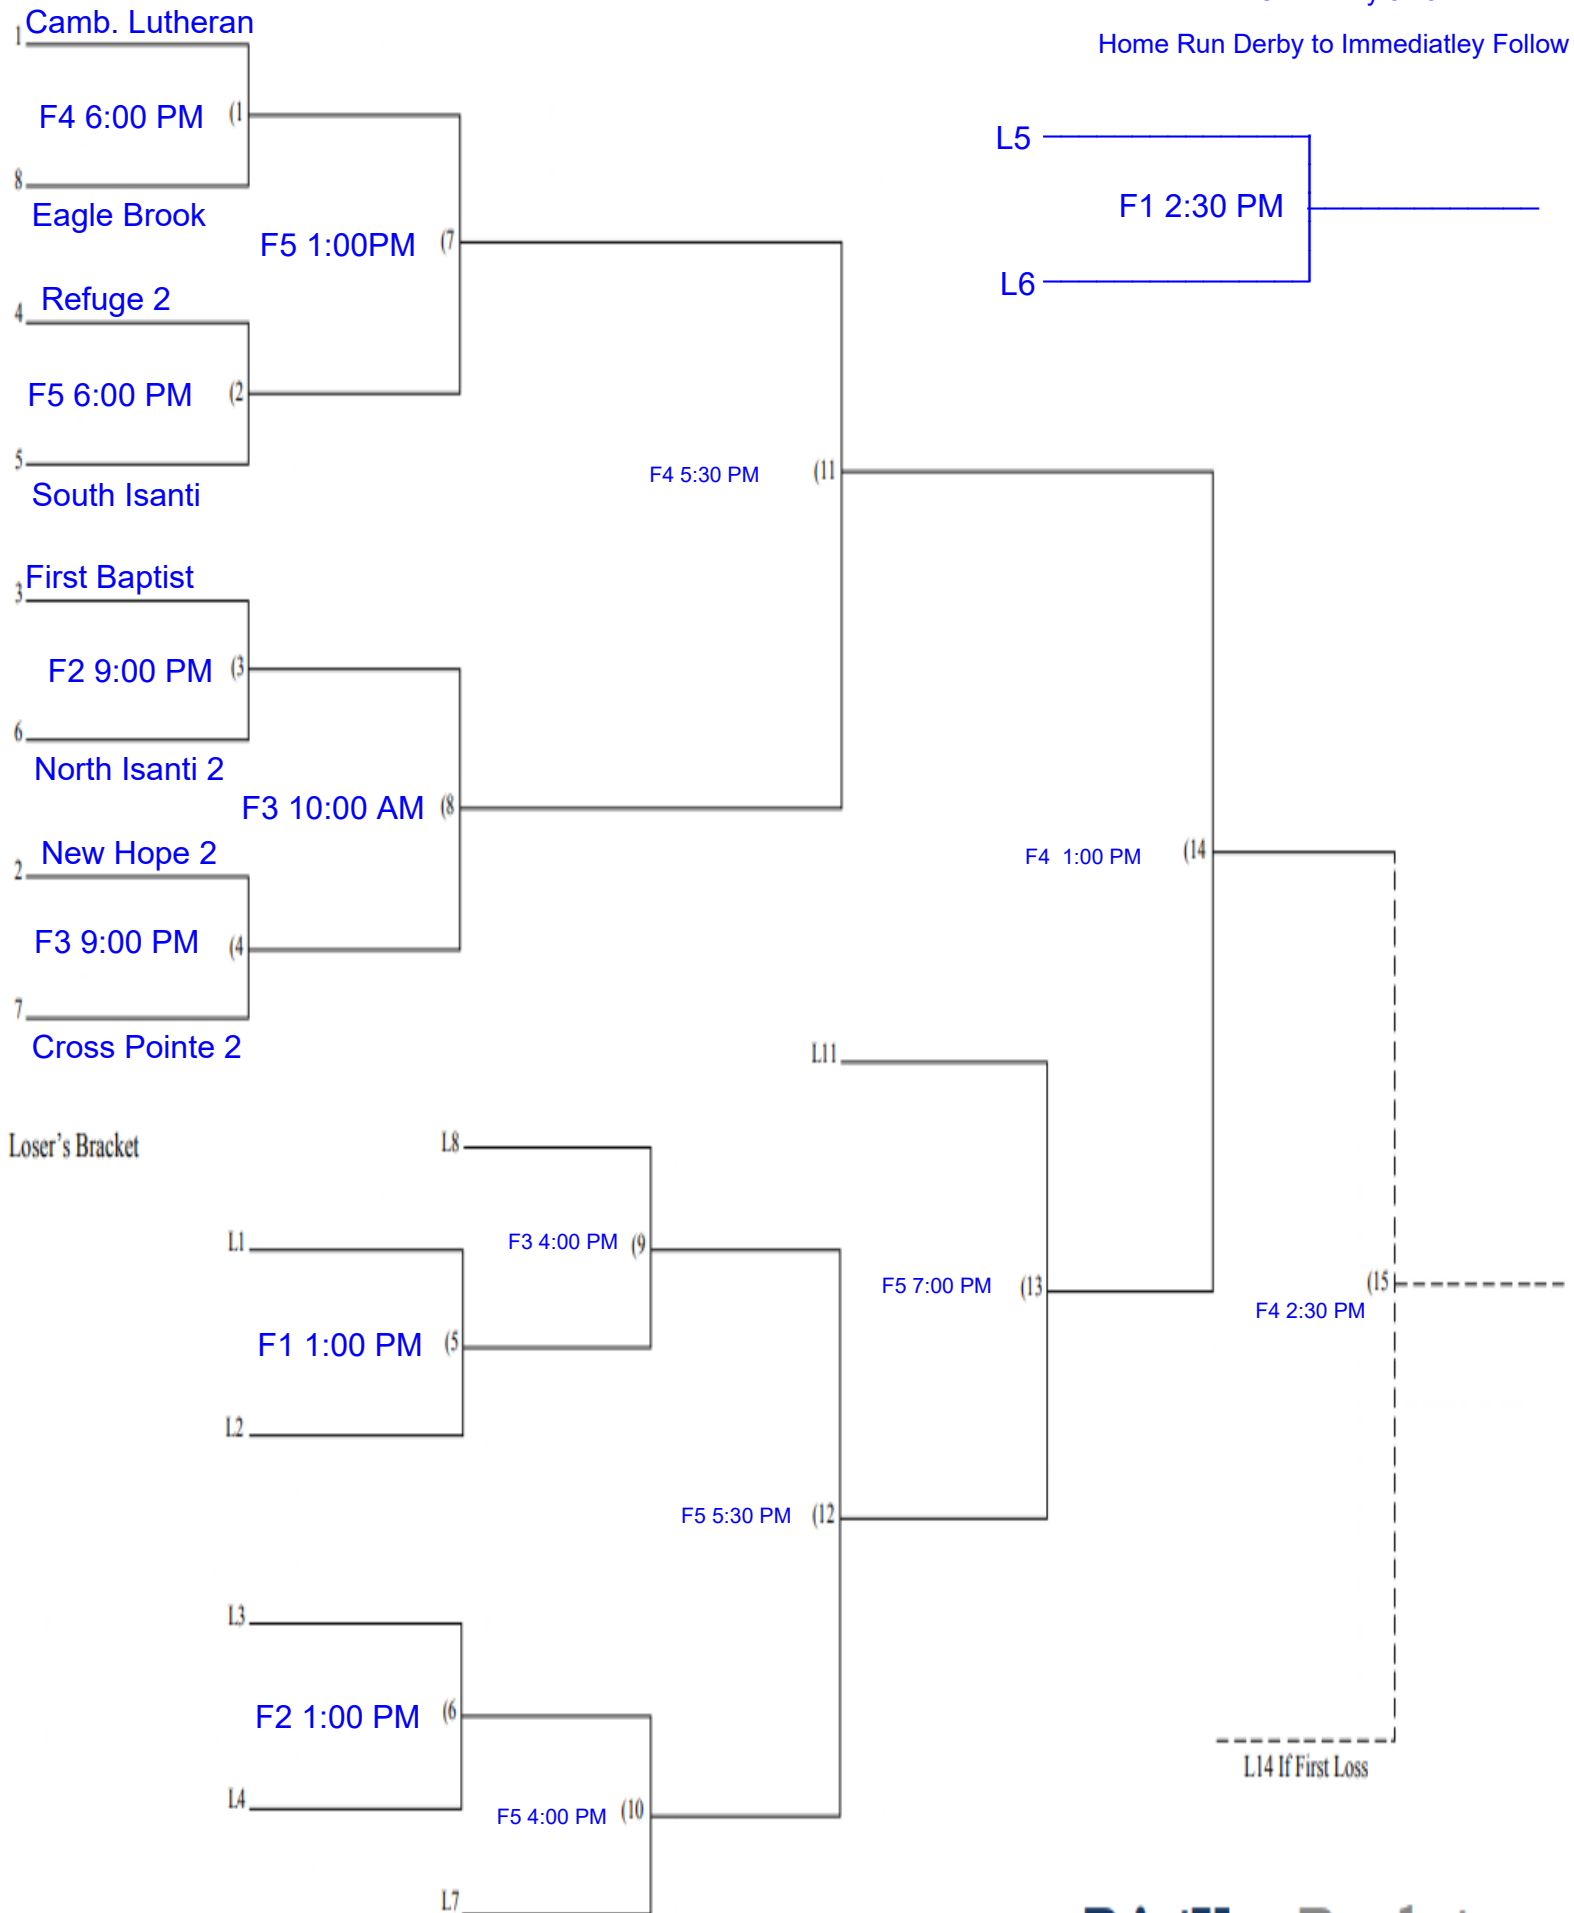 Home Run Derby to Immediatley Follow
1 Camb. Lutheran
F4 6:00 PM (1
8
Eagle Brook
F5 1:00PM (7
4 Refuge 2
F5 6:00 PM (2
5
South Isanti
L5
F1 2:30 PM
L6
F4 5:30 PM (11
3 First Baptist
F2 9:00 PM (3
6
North Isanti 2
F3 10:00 AM (8
2 New Hope 2
F3 9:00 PM (4
7
Cross Pointe 2
F4 1:00 PM (14
L11
Loser's Bracket
L8
F3 4:00 PM (9
L1
F1 1:00 PM (5
L2
F5 7:00 PM (13
(15
F4 2:30 PM
F5 5:30 PM (12
L3
F2 1:00 PM (6
L4
F5 4:00 PM (10
L7
L14 If First Loss